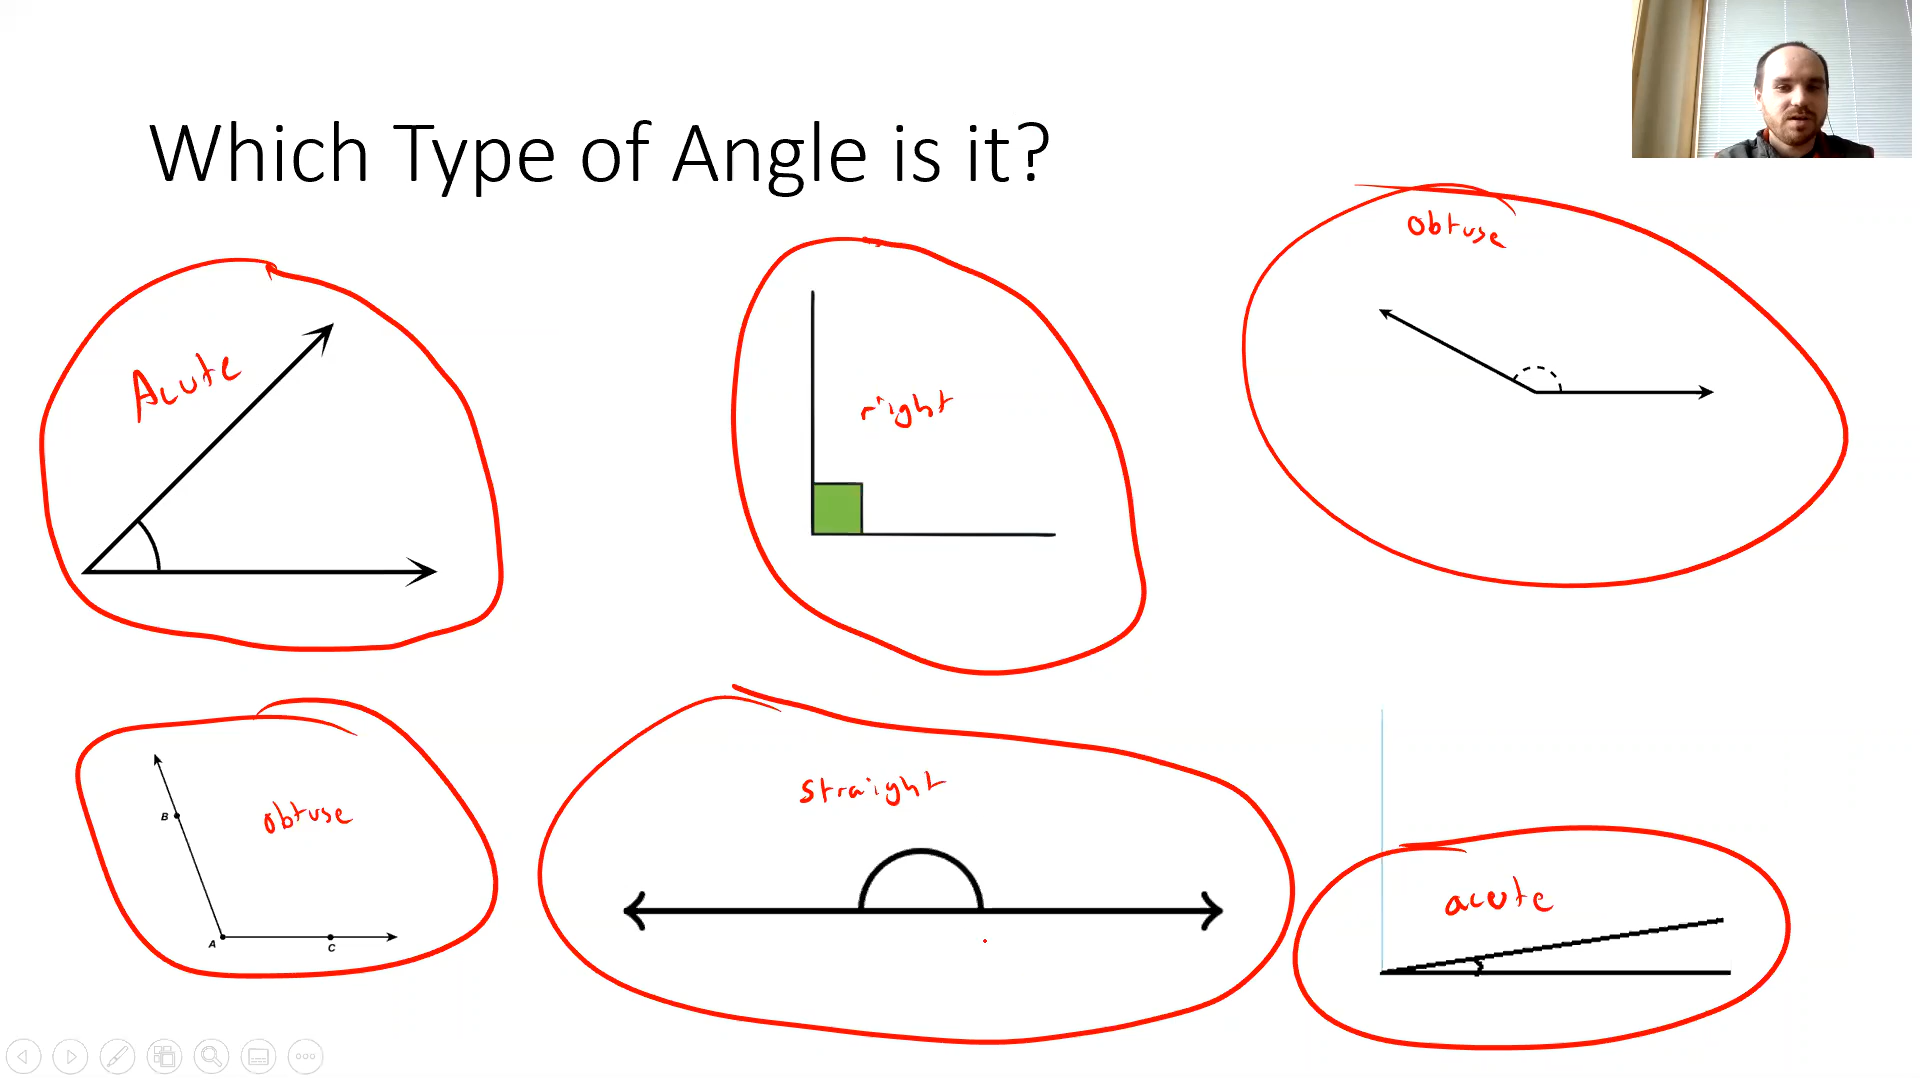 Which Type of Angle is it?
Acute
right
Obtuse
B
obtuse
A
C
straight
acute